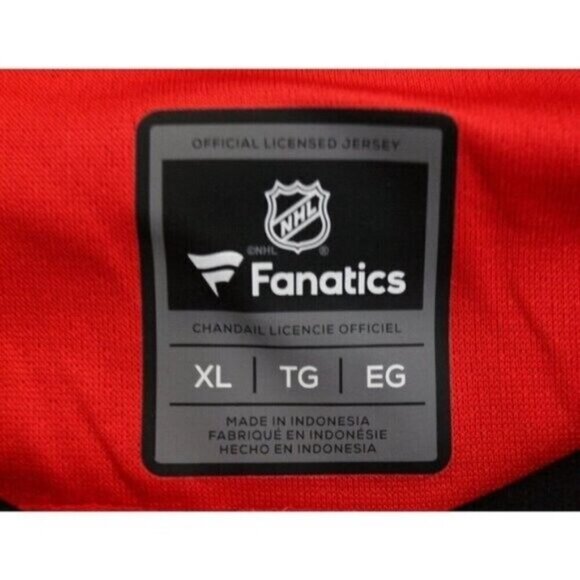 OFFICIAL LICENSED JERSEY
NHL
©NHL ®
Fanatics
CHANDAIL LICENCIE OFFICIEL
XL | TG | EG
MADE IN INDONESIA
FABRIQUÉ EN INDONÉSIE
HECHO EN INDONESIA